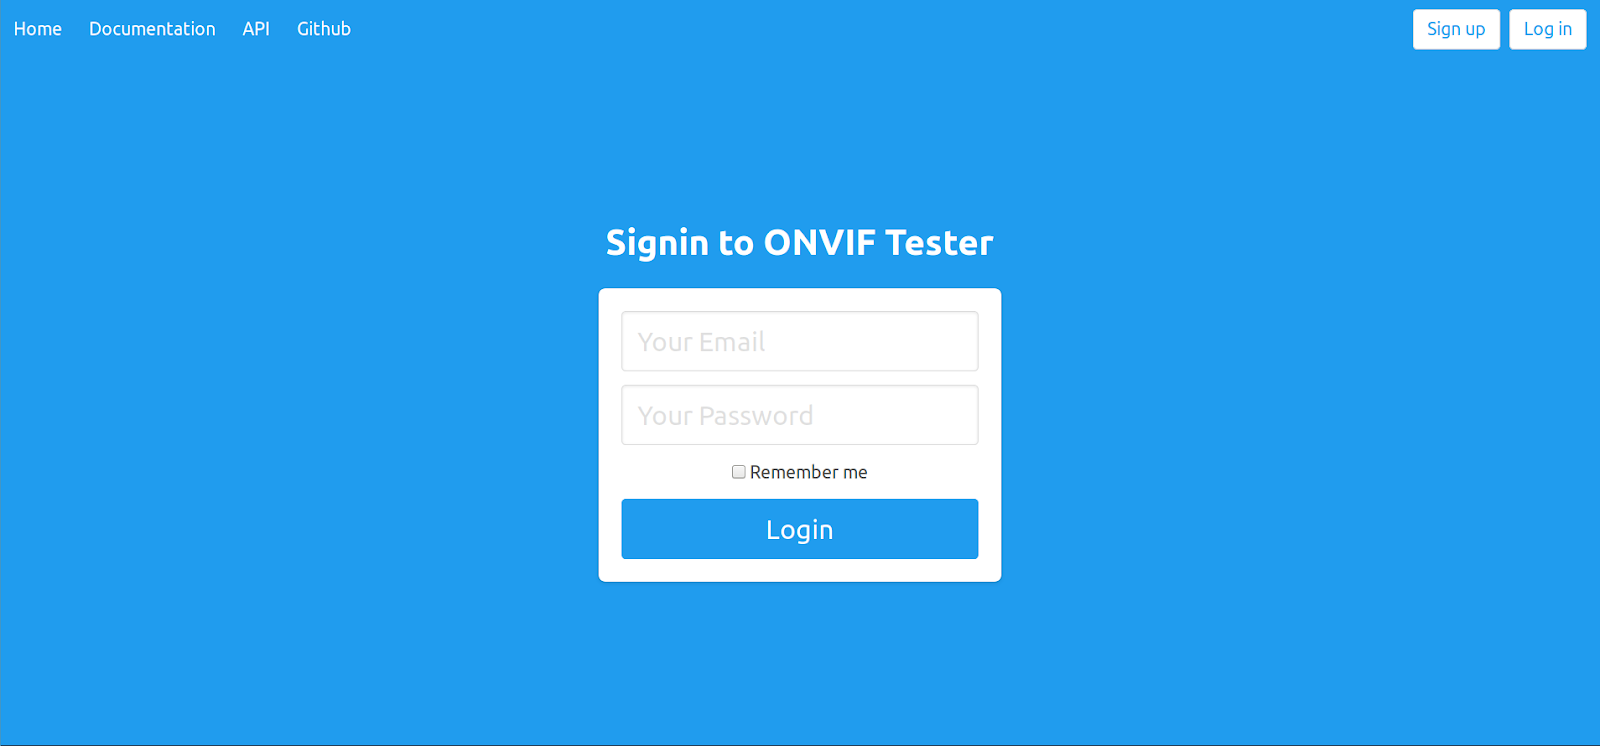 Home Documentation API Github Sign up Log in
Signin to ONVIF Tester
Your Email
Your Password
Remember me
Login